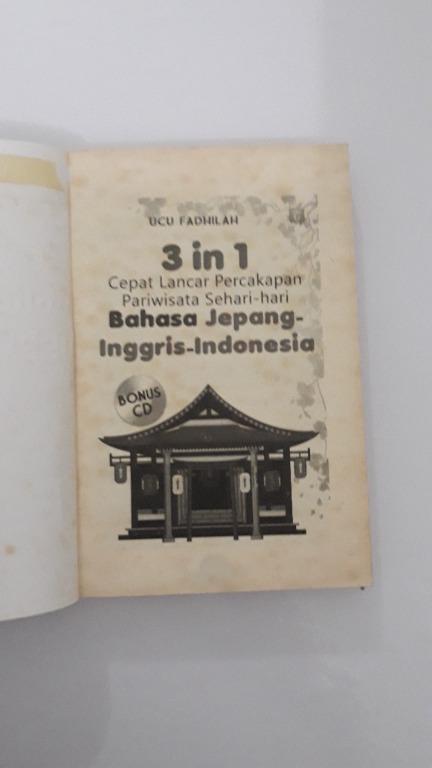 UCU FADHILAH
3 in 1
Cepat Lancar Percakapan
Pariwisata Sehari-hari
Bahasa Jepang-
Inggris-Indonesia
BONUS
CD